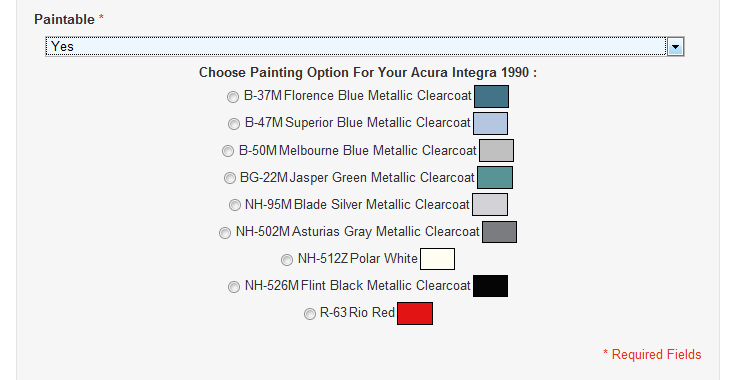 Paintable *
Yes
Choose Painting Option For Your Acura Integra 1990 :
B-37M Florence Blue Metallic Clearcoat
B-47M Superior Blue Metallic Clearcoat
B-50M Melbourne Blue Metallic Clearcoat
BG-22M Jasper Green Metallic Clearcoat
NH-95M Blade Silver Metallic Clearcoat
NH-502M Asturias Gray Metallic Clearcoat
NH-512Z Polar White
NH-526M Flint Black Metallic Clearcoat
R-63 Rio Red
* Required Fields